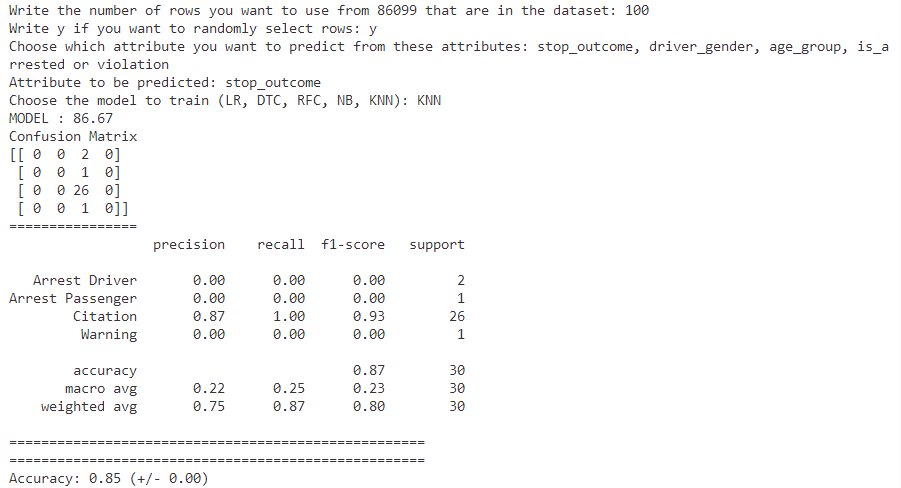 Write the number of rows you want to use from 86099 that are in the dataset: 100
Write y if you want to randomly select rows: y
Choose which attribute you want to predict from these attributes: stop_outcome, driver_gender, age_group, is_a
rrested or violation
Attribute to be predicted: stop_outcome
Choose the model to train (LR, DTC, RFC, NB, KNN): KNN
MODEL : 86.67
Confusion Matrix
[[ 0  0  2  0]
 [ 0  0  1  0]
 [ 0  0 26  0]
 [ 0  0  1  0]]
================
                  precision    recall  f1-score   support

   Arrest Driver       0.00      0.00      0.00         2
Arrest Passenger       0.00      0.00      0.00         1
        Citation       0.87      1.00      0.93        26
         Warning       0.00      0.00      0.00         1

        accuracy                           0.87        30
       macro avg       0.22      0.25      0.23        30
    weighted avg       0.75      0.87      0.80        30

====================================================
====================================================
Accuracy: 0.85 (+/- 0.00)